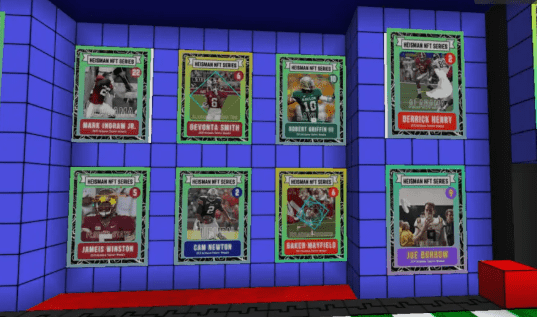 HEISMAN NFT SERIES
22
MARK INGRAM JR.
HEISMAN NFT SERIES
6
DEVONTA SMITH
HEISMAN NFT SERIES
10
ROBERT GRIFFIN III
HEISMAN NFT SERIES
2
DERRICK HENRY
HEISMAN NFT SERIES
5
JAMEIS WINSTON
HEISMAN NFT SERIES
2
CAM NEWTON
HEISMAN NFT SERIES
6
BAKER MAYFIELD
HEISMAN NFT SERIES
9
JOE BURROW